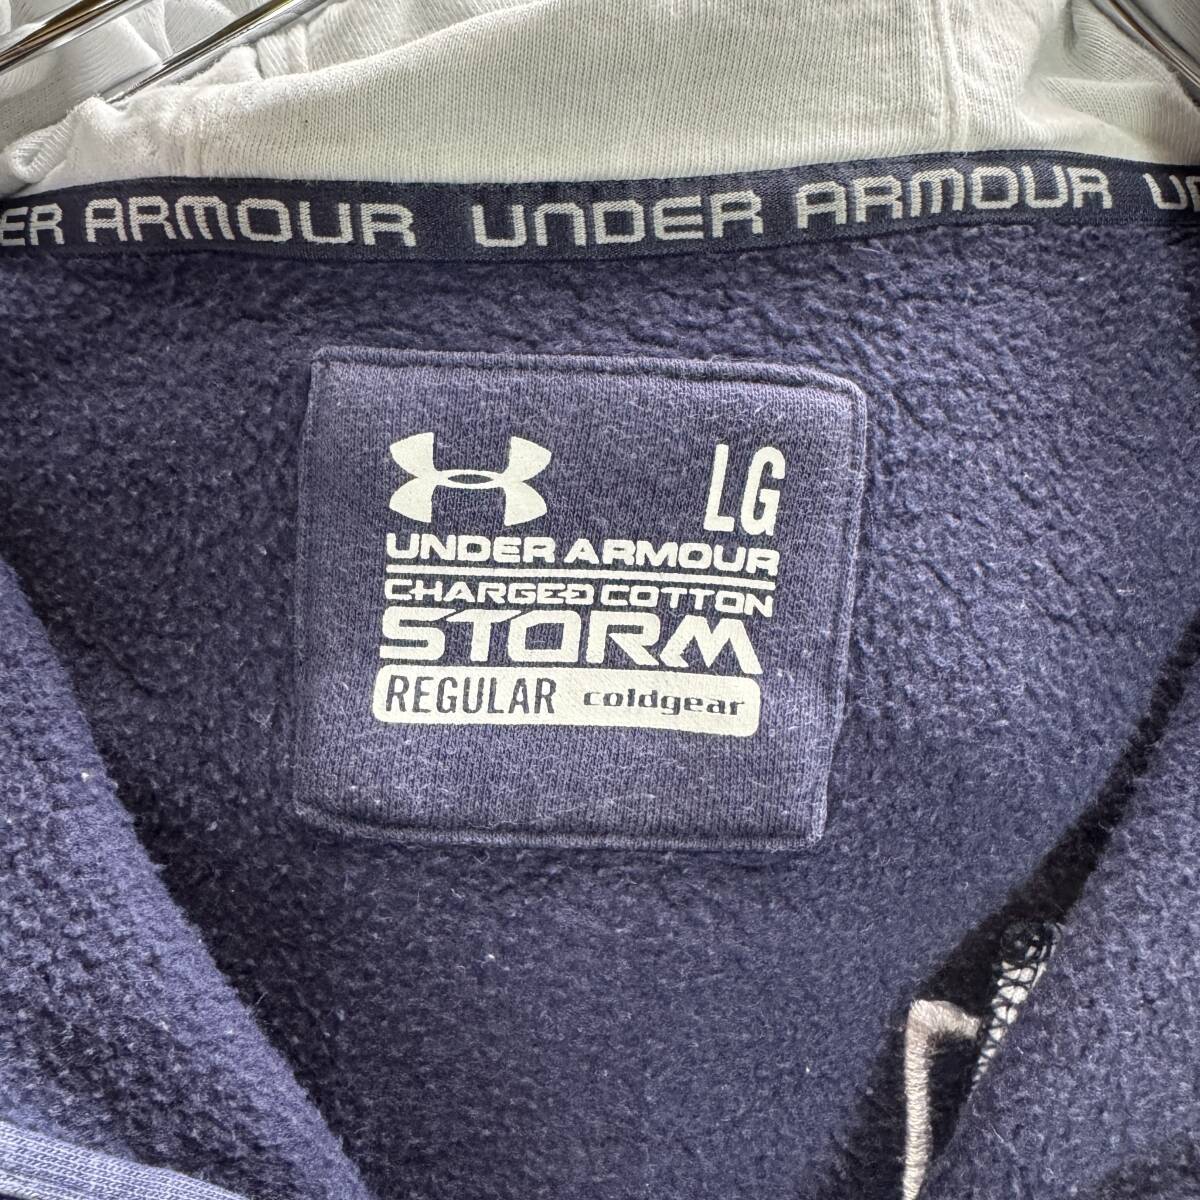 ER ARMOUR UNDER ARMOUR UN
LG
UNDER ARMOUR
CHARGED COTTON
STORM
REGULAR coldgear